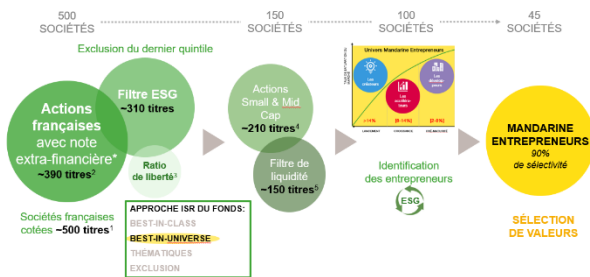 500
SOCIÉTÉS
150
SOCIÉTÉS
100
SOCIÉTÉS
45
SOCIÉTÉS
Exclusion du dernier quintile
Actions
françaises
avec note
extra-financière*
~390 titres²
Filtre ESG
~310 titres
Ratio
de liberté³
Sociétés françaises
cotées ~500 titres¹
APPROCHE ISR DU FONDS:
BEST-IN-CLASS
BEST-IN-UNIVERSE
THÉMATIQUES
EXCLUSION
Actions
Small & Mid
Cap
~210 titres⁴
Filtre de
liquidité
~150 titres⁵
Univers Mandarine Entrepreneurs
Identification
des entrepreneurs
ESG
MANDARINE
ENTREPRENEURS
90%
de sélectivité
SÉLECTION
DE VALEURS